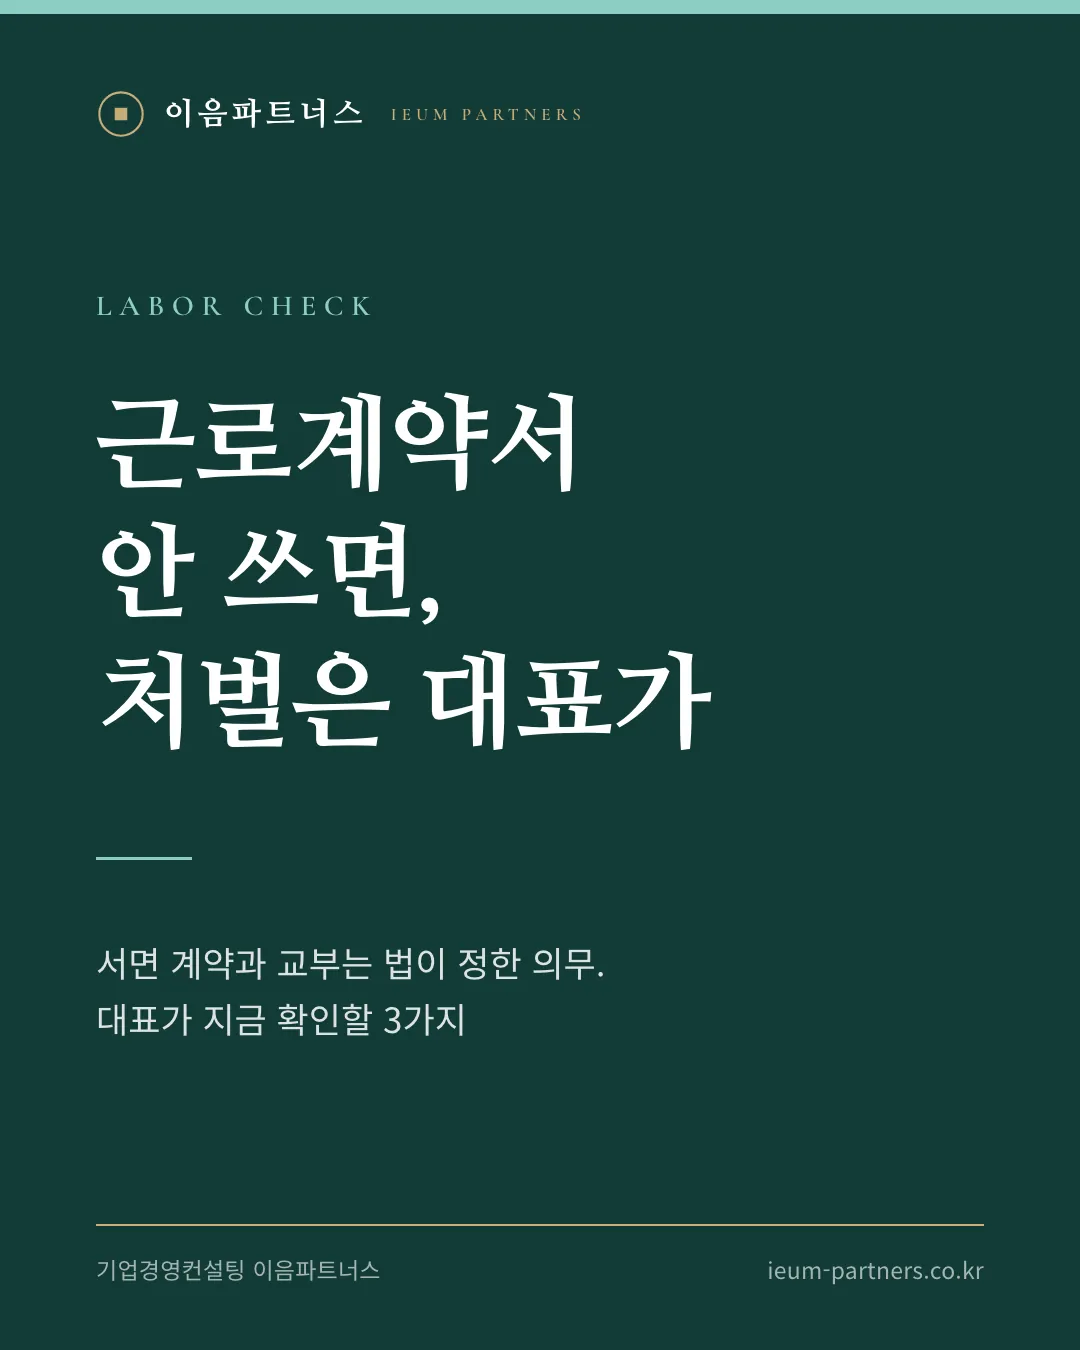 이음파트너스 IEUM PARTNERS
LABOR CHECK
근로계약서
안 쓰면,
처벌은 대표가
서면 계약과 교부는 법이 정한 의무.
대표가 지금 확인할 3가지
기업경영컨설팅 이음파트너스 ieum-partners.co.kr